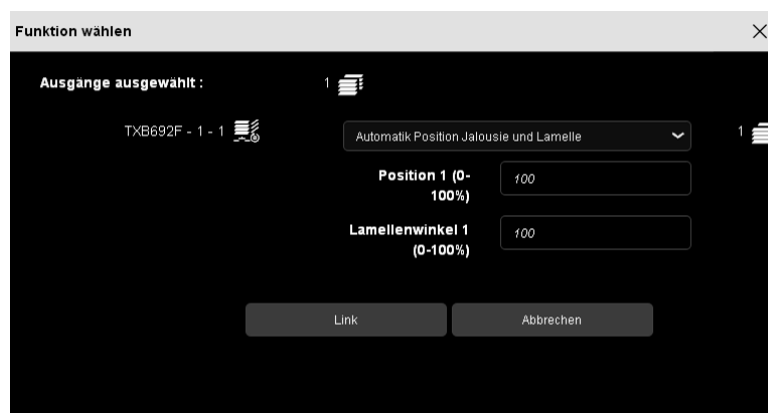 Funktion wählen
Ausgänge ausgewählt :
1
TXB692F - 1 - 1
Automatik Position Jalousie und Lamelle
1
Position 1 (0-
100%)
100
Lamellenwinkel 1
(0-100%)
100
Link
Abbrechen